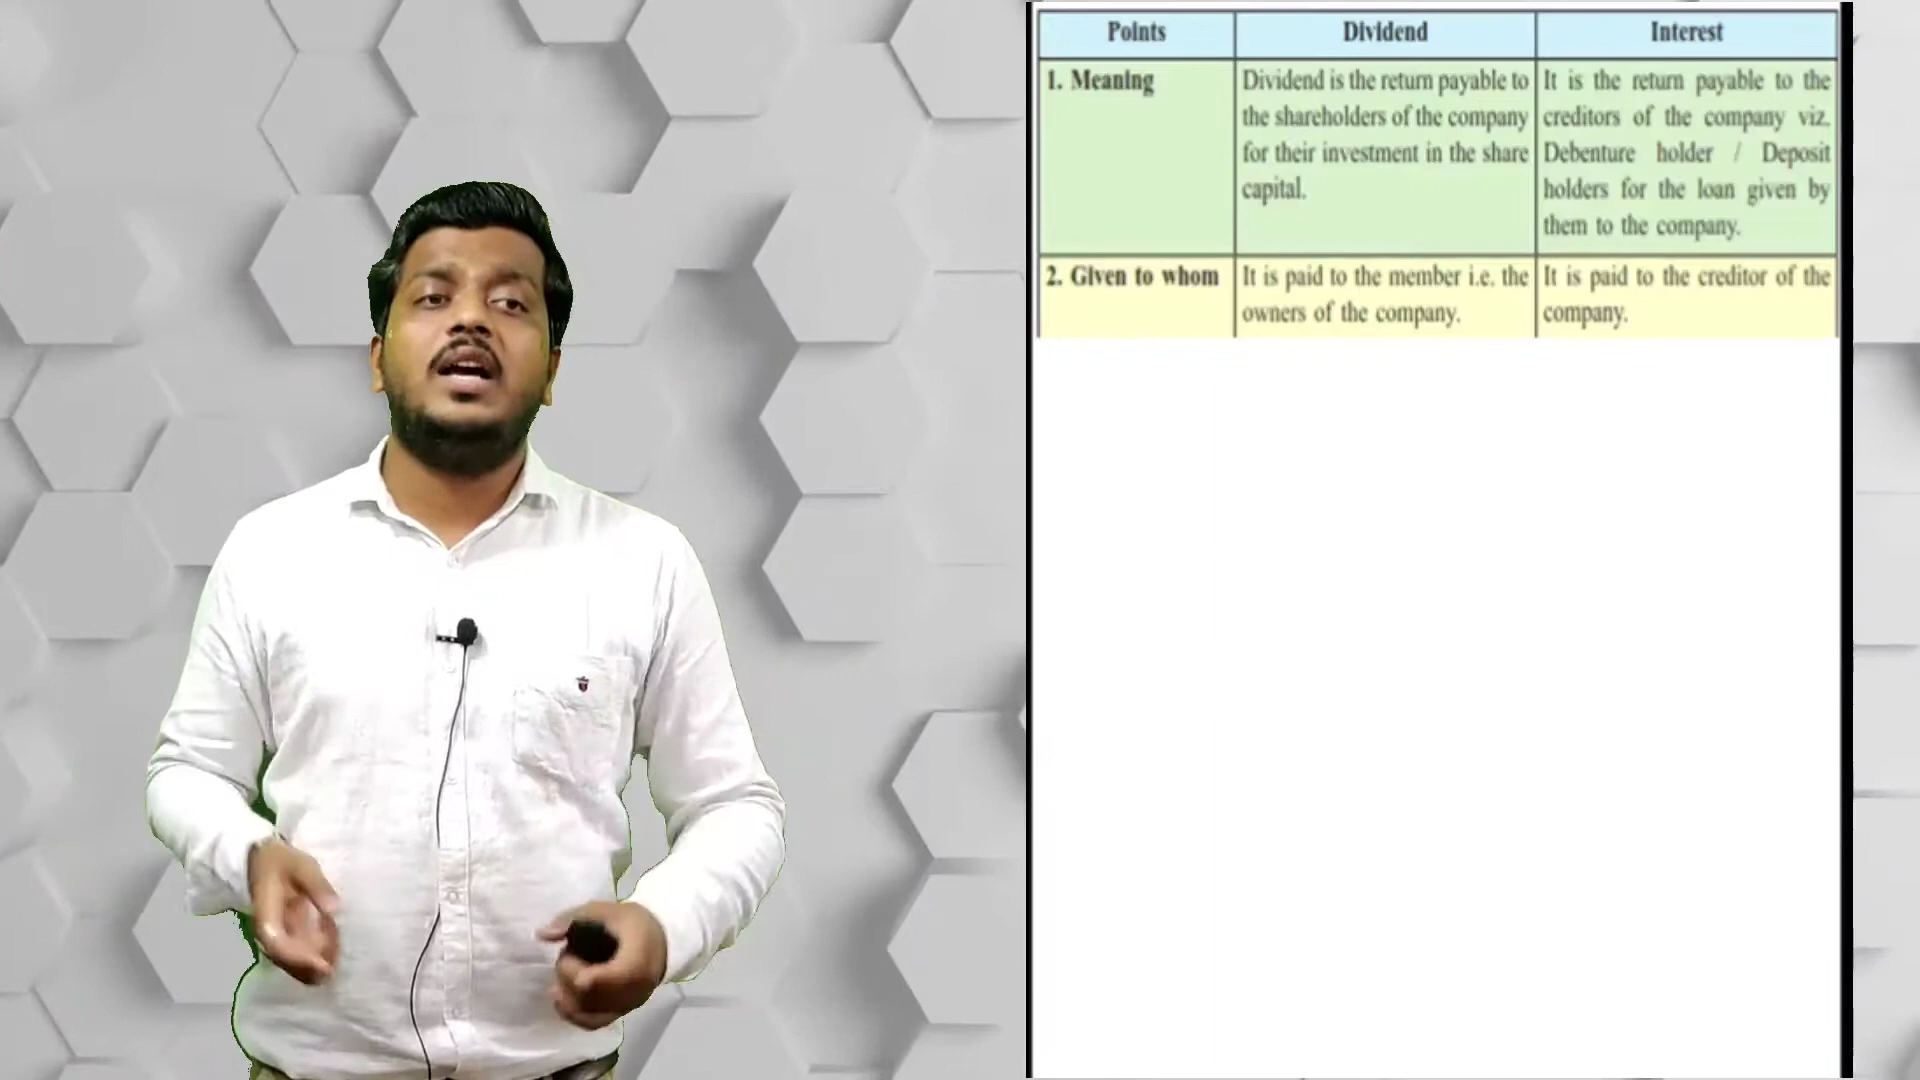 Points Dividend Interest
1. Meaning
Dividend is the return payable to
the shareholders of the company
for their investment in the share
capital.
It is the return payable to the
creditors of the company viz.
Debenture holder / Deposit
holders for the loan given by
them to the company.
2. Given to whom
It is paid to the member i.e. the
owners of the company.
It is paid to the creditor of the
company.